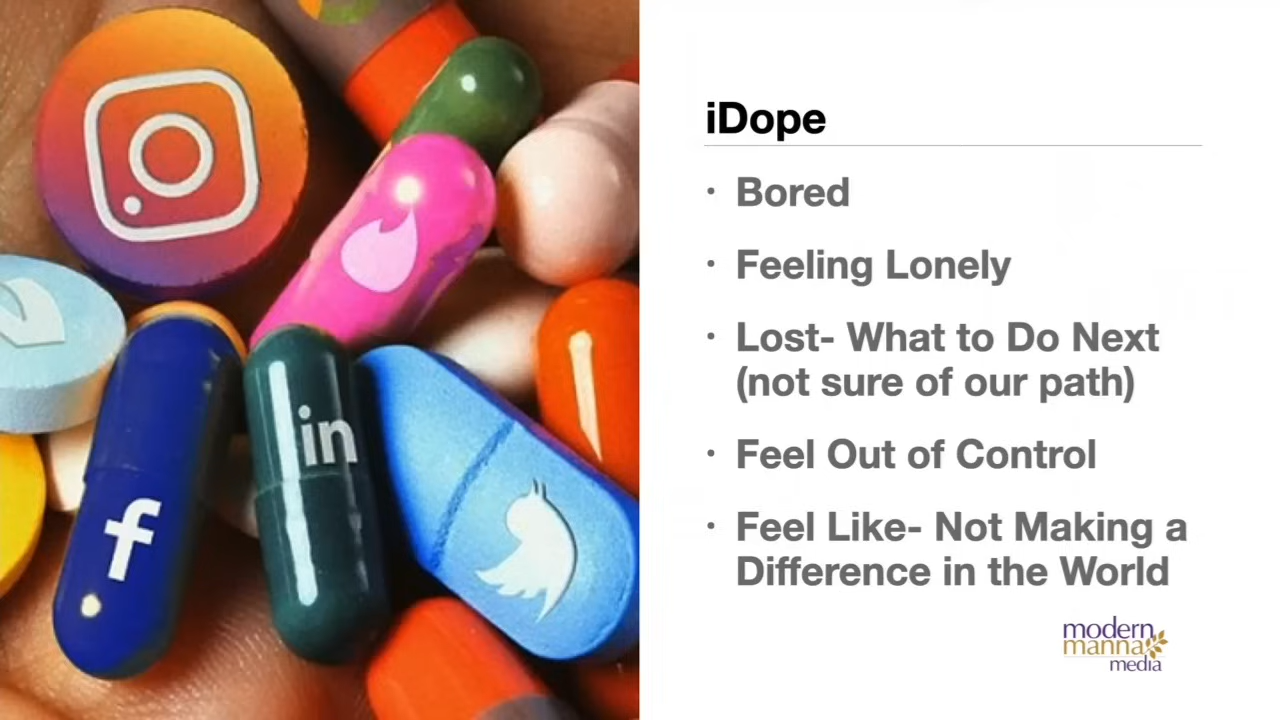 iDope
• Bored
• Feeling Lonely
• Lost- What to Do Next
(not sure of our path)
• Feel Out of Control
• Feel Like- Not Making a
Difference in the World
f
in
modern
manna
media